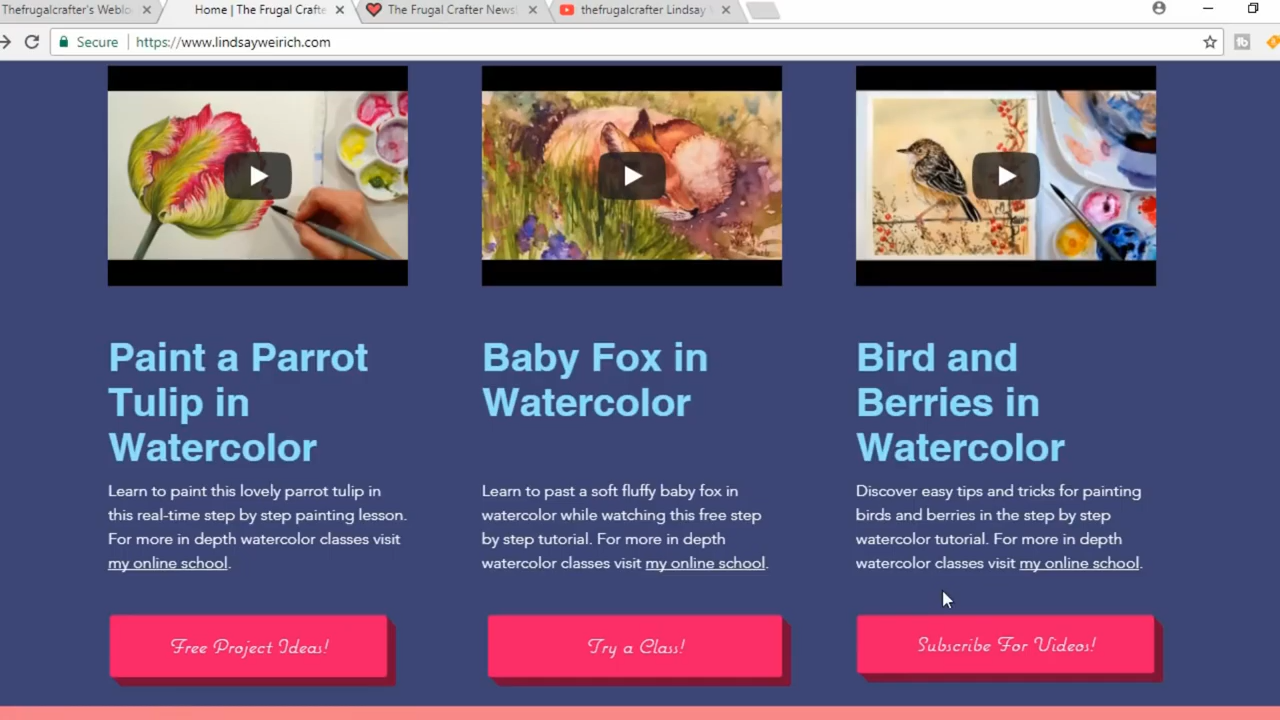 Thefrugalcrafter's Weblo
Home | The Frugal Crafte
The Frugal Crafter News!
thefrugalcrafter Lindsay
Secure
https://www.lindsayweirich.com
Paint a Parrot
Tulip in
Watercolor
Learn to paint this lovely parrot tulip in
this real-time step by step painting lesson.
For more in depth watercolor classes visit
my online school.
Free Project Ideas!
Baby Fox in
Watercolor
Learn to past a soft fluffy baby fox in
watercolor while watching this free step
by step tutorial. For more in depth
watercolor classes visit my online school.
Try a Class!
Bird and
Berries in
Watercolor
Discover easy tips and tricks for painting
birds and berries in the step by step
watercolor tutorial. For more in depth
watercolor classes visit my online school.
Subscribe For Videos!